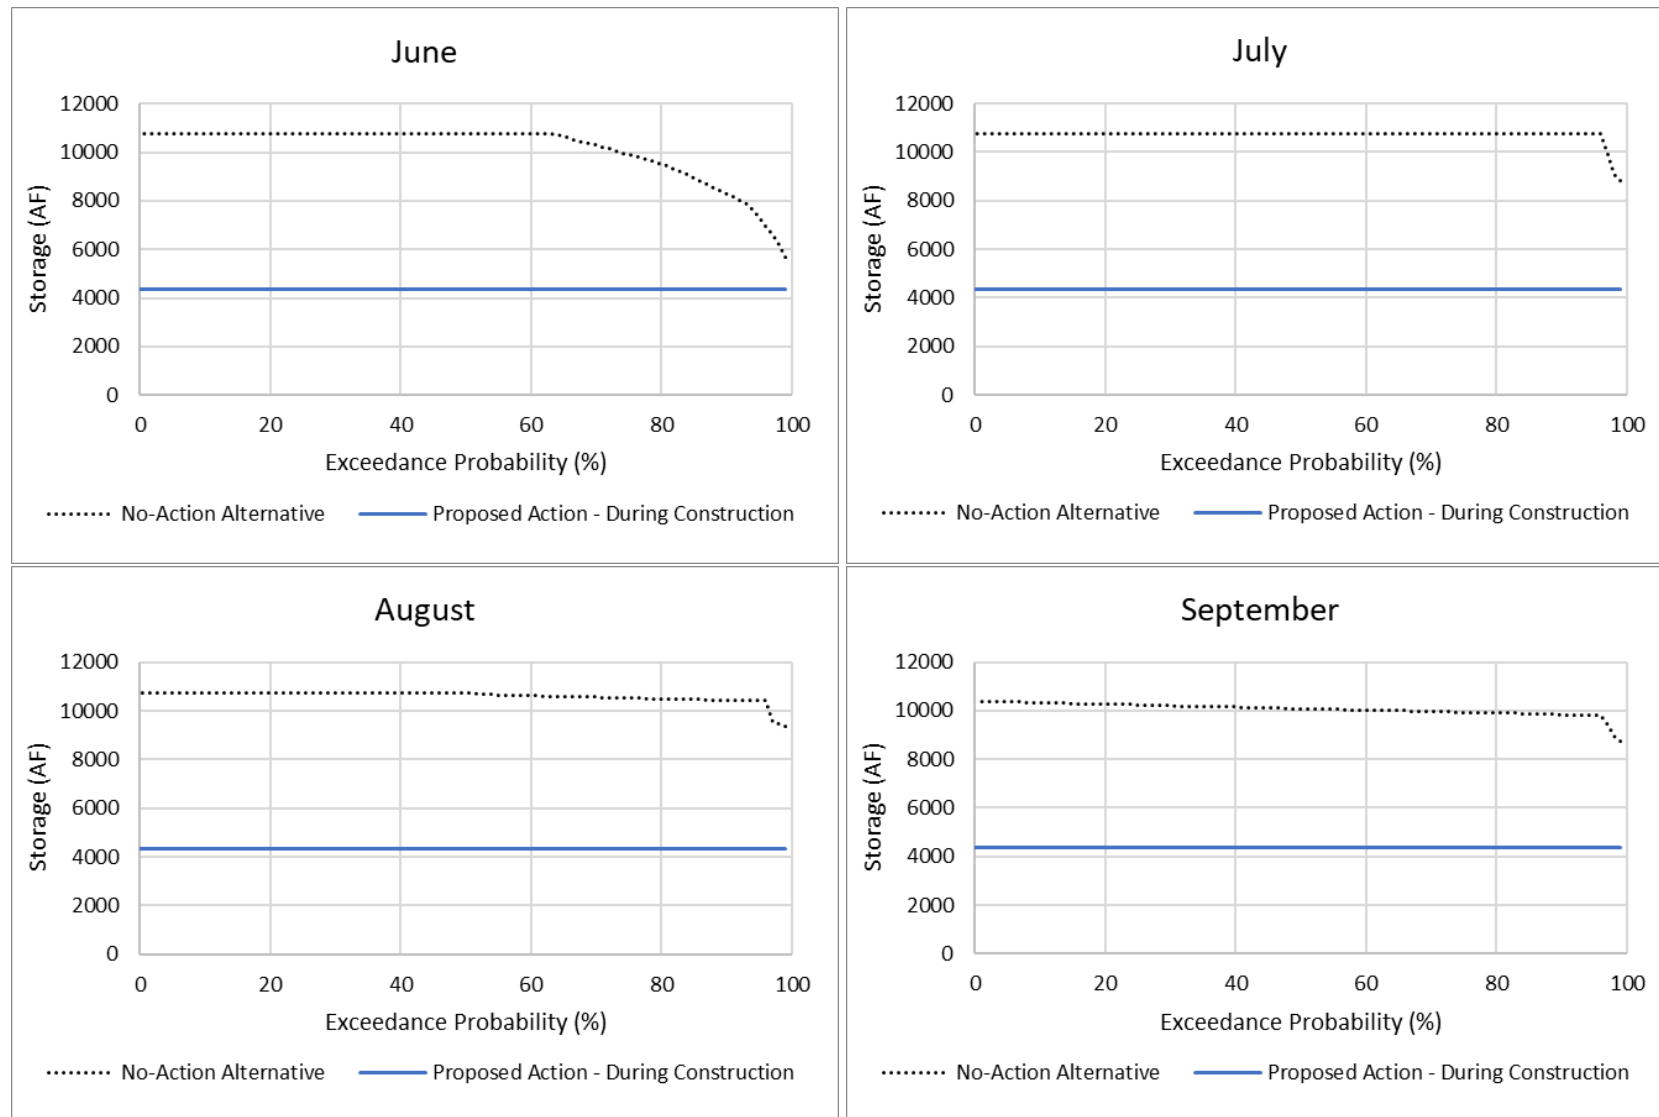 June
12000
10000
8000
6000
4000
2000
0
Storage (AF)
0 20 40 60 80 100
Exceedance Probability (%)
No-Action Alternative Proposed Action - During Construction
July
12000
10000
8000
6000
4000
2000
0
Storage (AF)
0 20 40 60 80 100
Exceedance Probability (%)
No-Action Alternative Proposed Action - During Construction
August
12000
10000
8000
6000
4000
2000
0
Storage (AF)
0 20 40 60 80 100
Exceedance Probability (%)
No-Action Alternative Proposed Action - During Construction
September
12000
10000
8000
6000
4000
2000
0
Storage (AF)
0 20 40 60 80 100
Exceedance Probability (%)
No-Action Alternative Proposed Action - During Construction